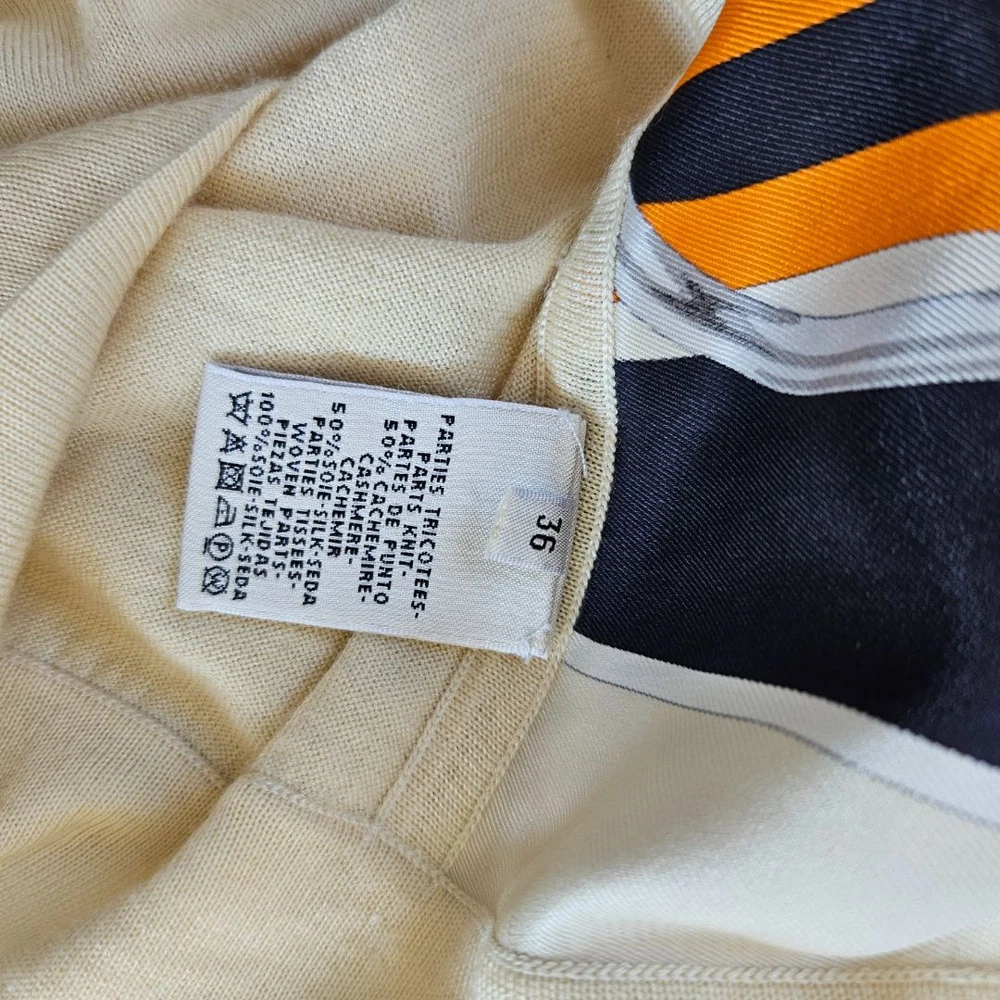 36
PARTIES TRICOTEES-
PARTS KNIT-
PARTES DE PUNTO
50% CACHEMIRE-
CASHMERE-
CACHEMIR
50%SOIE-SILK-SEDA
PARTIES TISSEES-
WOVEN PARTS-
PIEZAS TEJIDAS
100%SOIE-SILK-SEDA